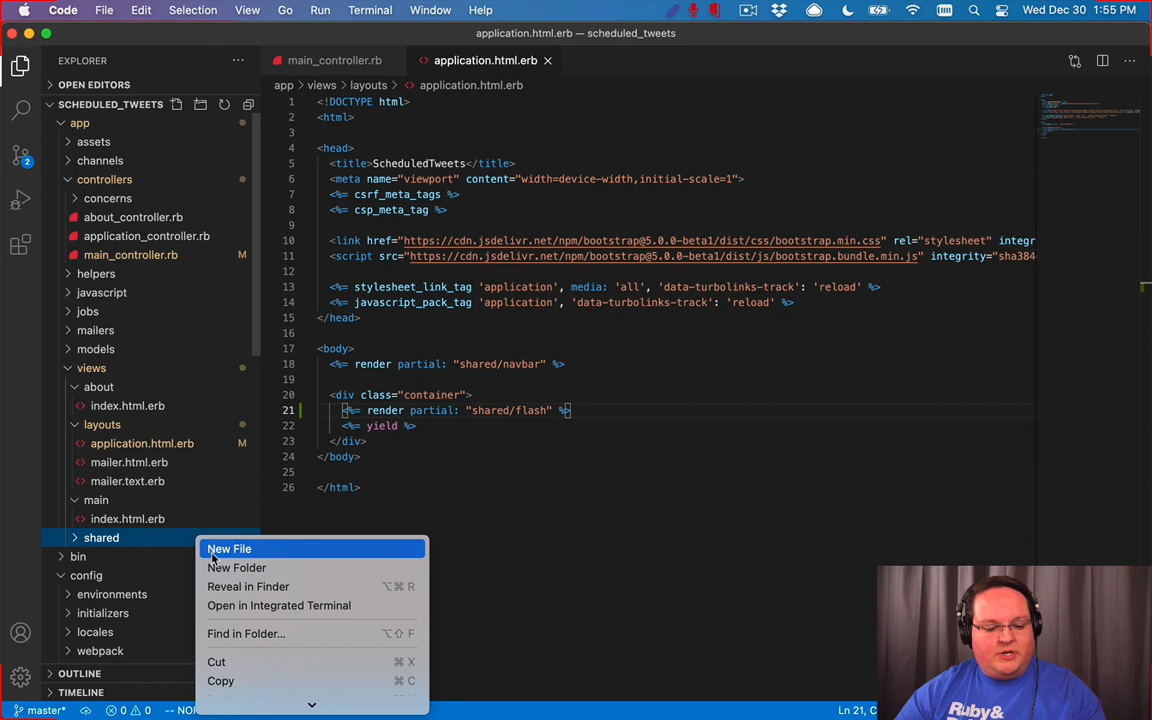 Code File Edit Selection View Go Run Terminal Window Help Wed Dec 30 1:55 PM
application.html.erb — scheduled_tweets
EXPLORER
OPEN EDITORS
SCHEDULED_TWEETS
app
assets
channels
controllers
concerns
about_controller.rb
application_controller.rb
main_controller.rb M
helpers
javascript
jobs
mailers
models
views
about
index.html.erb
layouts
application.html.erb M
mailer.html.erb
mailer.text.erb
main
index.html.erb
shared
bin
config
environments
initializers
locales
webpack
OUTLINE
TIMELINE
2
main_controller.rb application.html.erb
app > views > layouts > application.html.erb
1 <!DOCTYPE html>
2 <html>
3
4 <head>
5 <title>ScheduledTweets</title>
6 <meta name="viewport" content="width=device-width,initial-scale=1">
7 <%= csrf_meta_tags %>
8 <%= csp_meta_tag %>
9
10 <link href="https://cdn.jsdelivr.net/npm/bootstrap@5.0.0-beta1/dist/css/bootstrap.min.css" rel="stylesheet" integr
11 <script src="https://cdn.jsdelivr.net/npm/bootstrap@5.0.0-beta1/dist/js/bootstrap.bundle.min.js" integrity="sha384-
12
13 <%= stylesheet_link_tag 'application', media: 'all', 'data-turbolinks-track': 'reload' %>
14 <%= javascript_pack_tag 'application', 'data-turbolinks-track': 'reload' %>
15 </head>
16
17 <body>
18 <%= render partial: "shared/navbar" %>
19
20 <div class="container">
21 <%= render partial: "shared/flash" %>
22 <%= yield %>
23 </div>
24 </body>
25
26 </html>
New File
New Folder
Reveal in Finder ⌥⌘ R
Open in Integrated Terminal
Find in Folder... ⌥⇧ F
Cut ⌘ X
Copy ⌘ C
master* 0 0 -- NO
Ln 21, C
Ruby&